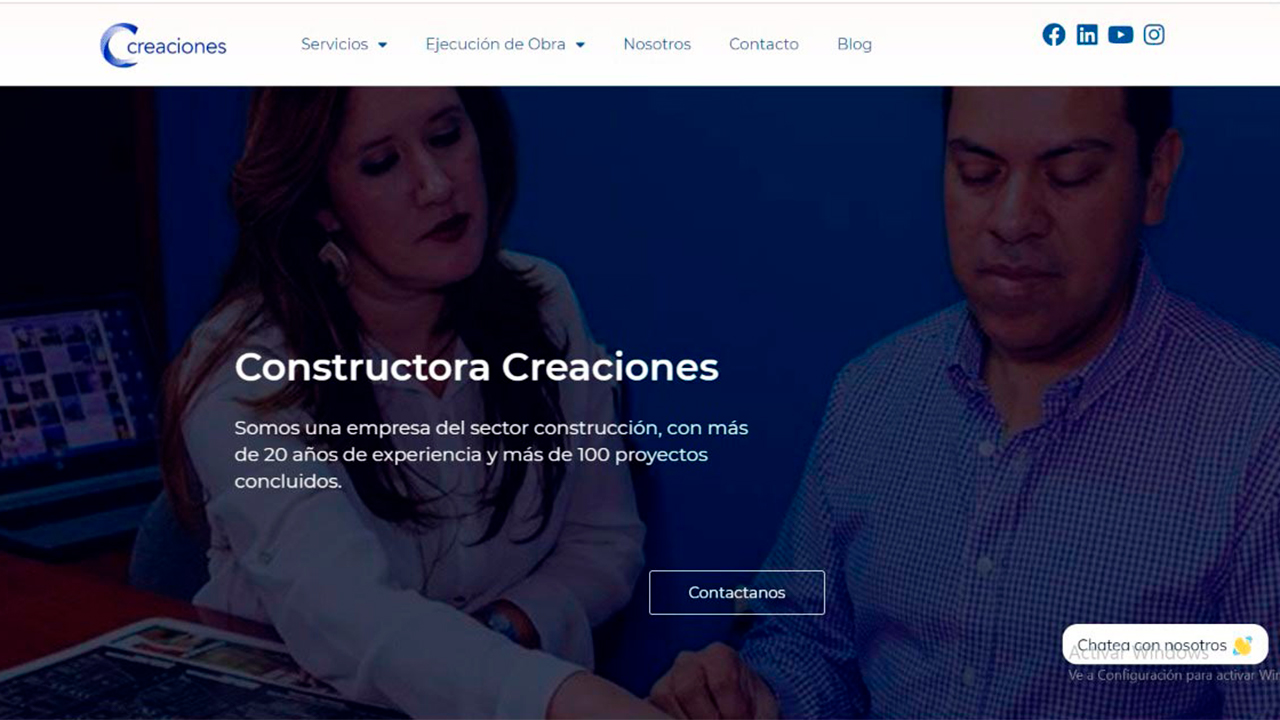 creaciones
Servicios
Ejecución de Obra
Nosotros
Contacto
Blog
Constructora Creaciones
Somos una empresa del sector construcción, con más
de 20 años de experiencia y más de 100 proyectos
concluidos.
Contactanos
Chatea con nosotros 👋
Activar Windows
Ve a Configuración para activar Win